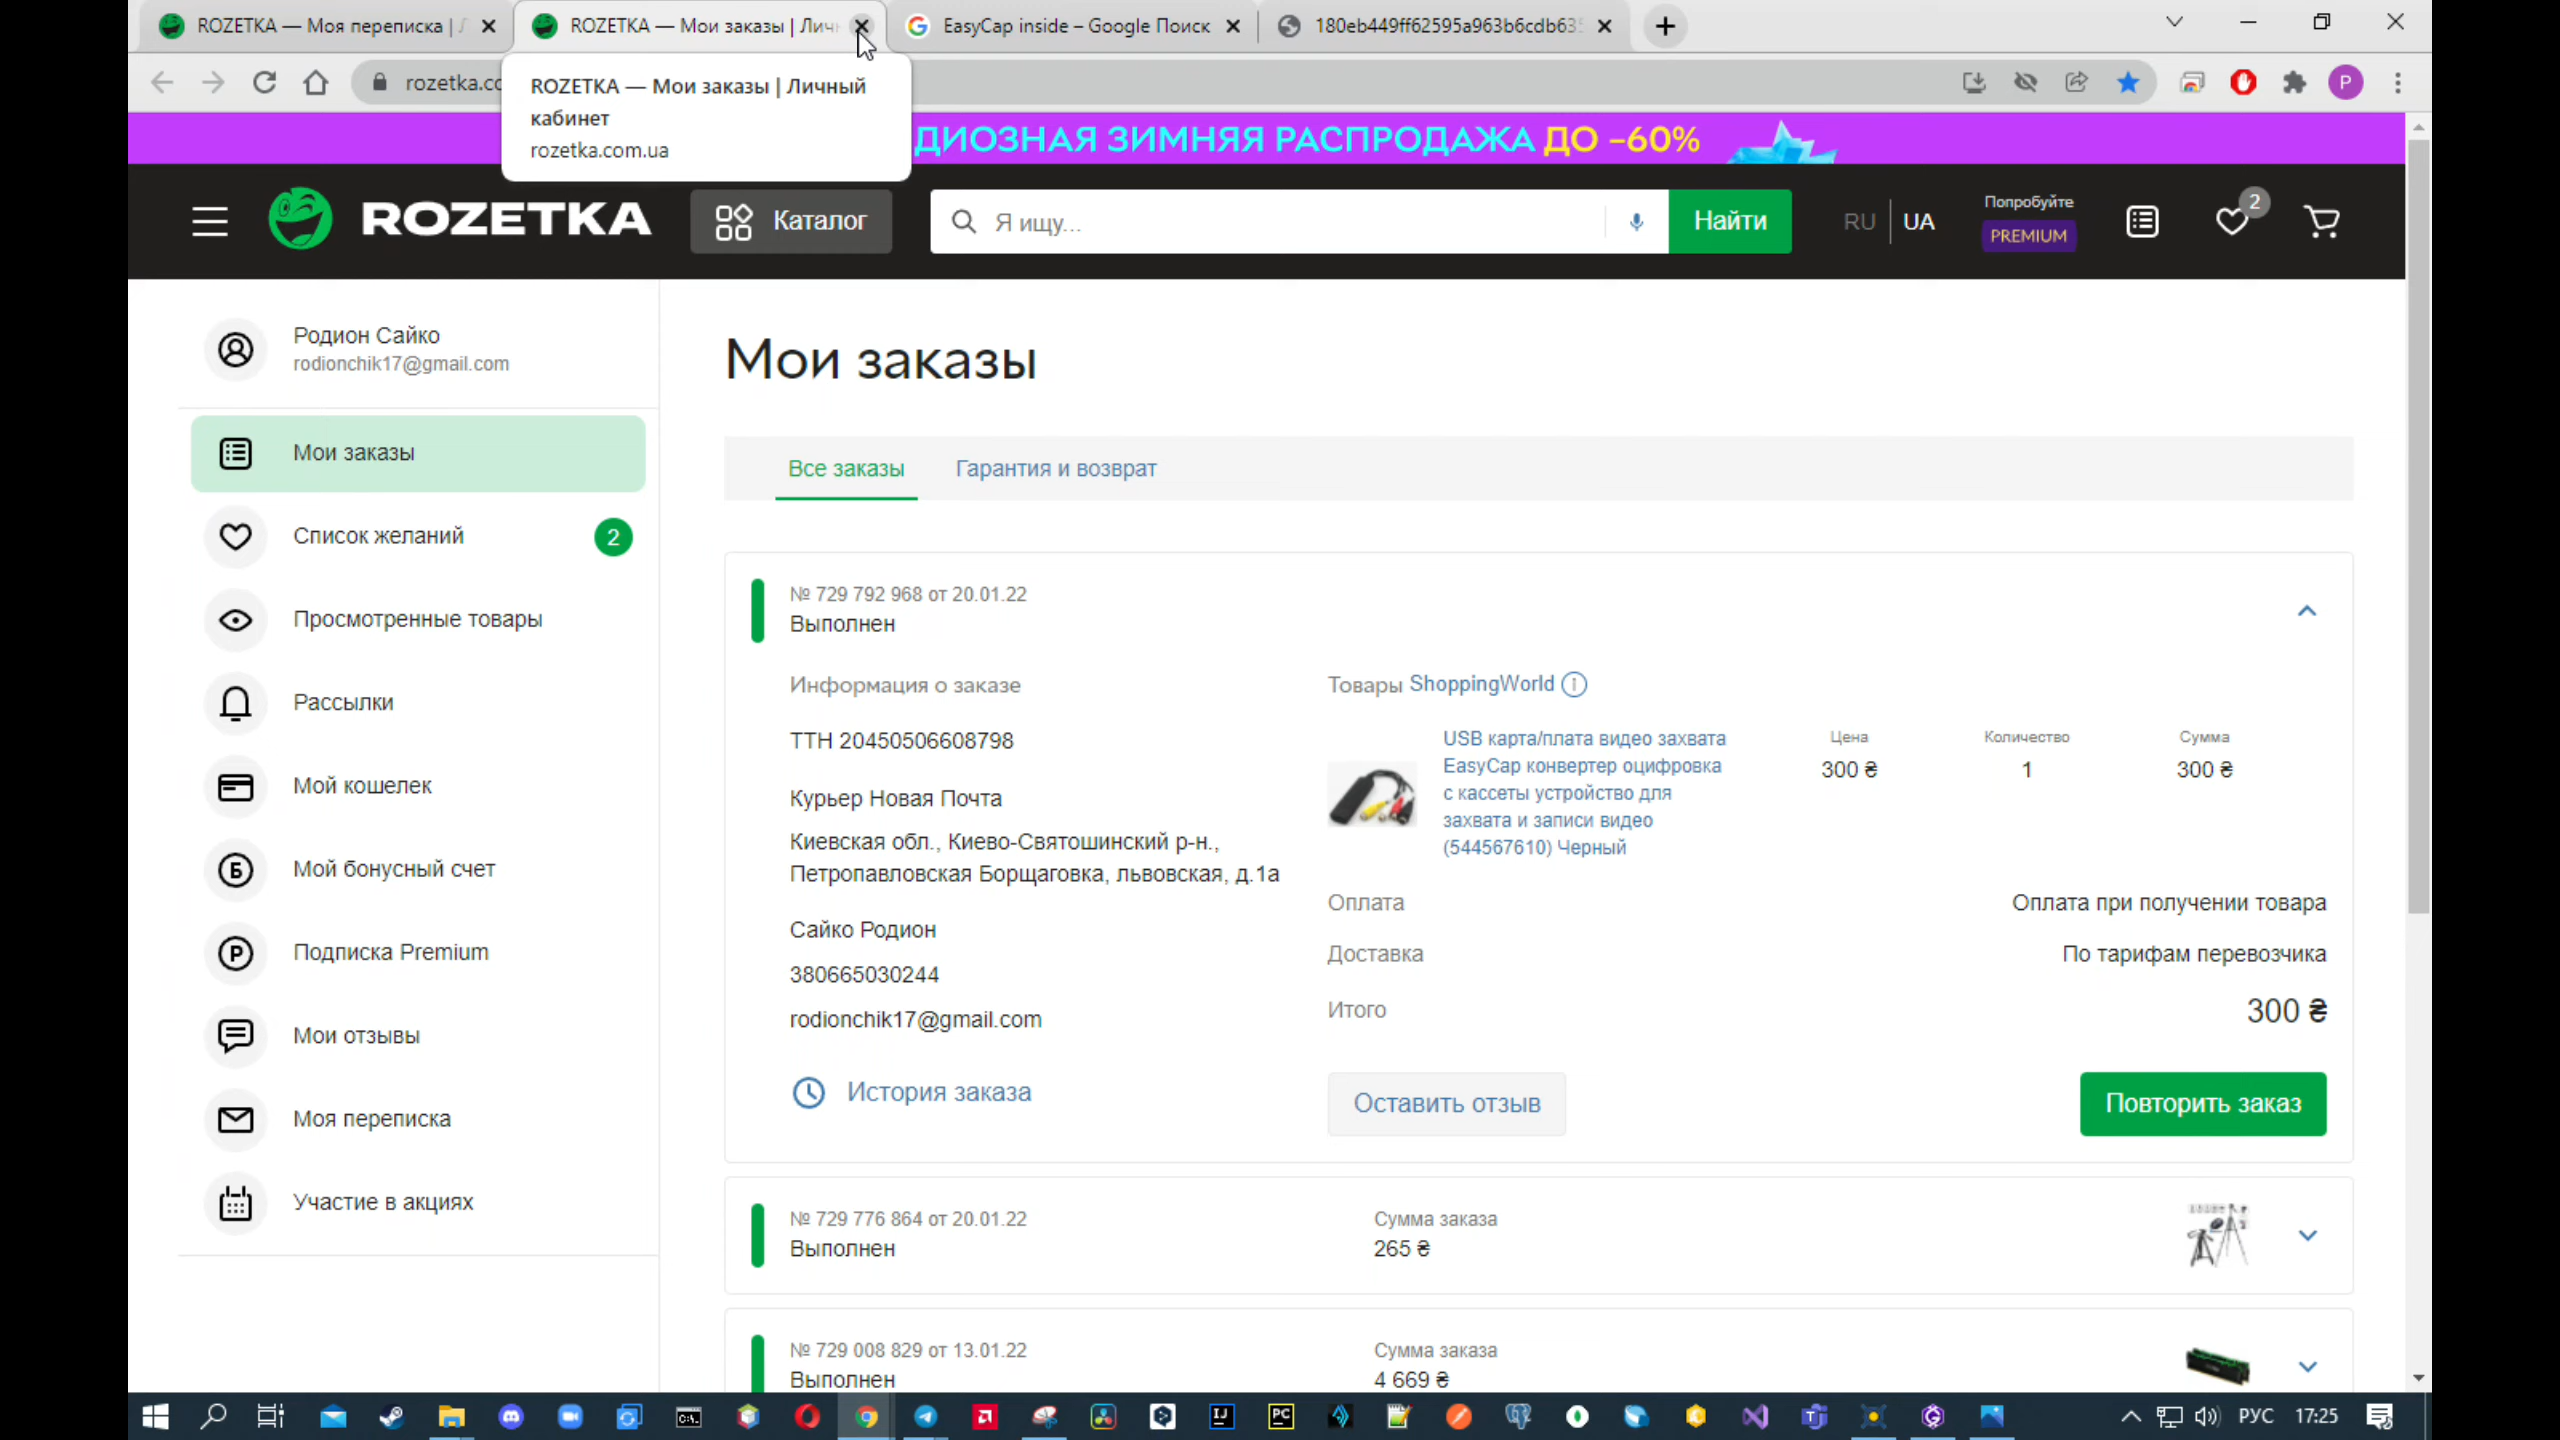 ROZETKA — Моя переписка | Л
ROZETKA — Мои заказы | Личн
EasyCap inside – Google Поиск
180eb449ff62595a963b6cdb635
rozetka.co
ROZETKA — Мои заказы | Личный
кабинет
rozetka.com.ua
P
ДИОЗНАЯ ЗИМНЯЯ РАСПРОДАЖА ДО –60%
ROZETKA
Каталог
Я ищу...
Найти
RU
UA
Попробуйте
PREMIUM
2
Родион Сайко
rodionchik17@gmail.com
Мои заказы
Список желаний
2
Просмотренные товары
Рассылки
Мой кошелек
Мой бонусный счет
Подписка Premium
Мои отзывы
Моя переписка
Участие в акциях
Мои заказы
Все заказы
Гарантия и возврат
№ 729 792 968 от 20.01.22
Выполнен
Информация о заказе
ТТН 20450506608798
Курьер Новая Почта
Киевская обл., Киево-Святошинский р-н.,
Петропавловская Борщаговка, львовская, д.1а
Сайко Родион
380665030244
rodionchik17@gmail.com
История заказа
Товары ShoppingWorld
USB карта/плата видео захвата
EasyCap конвертер оцифровка
с кассеты устройство для
захвата и записи видео
(544567610) Черный
Цена
300 ₴
Количество
1
Сумма
300 ₴
Оплата
Оплата при получении товара
Доставка
По тарифам перевозчика
Итого
300 ₴
Оставить отзыв
Повторить заказ
№ 729 776 864 от 20.01.22
Выполнен
Сумма заказа
265 ₴
№ 729 008 829 от 13.01.22
Выполнен
Сумма заказа
4 669 ₴
РУС
17:25